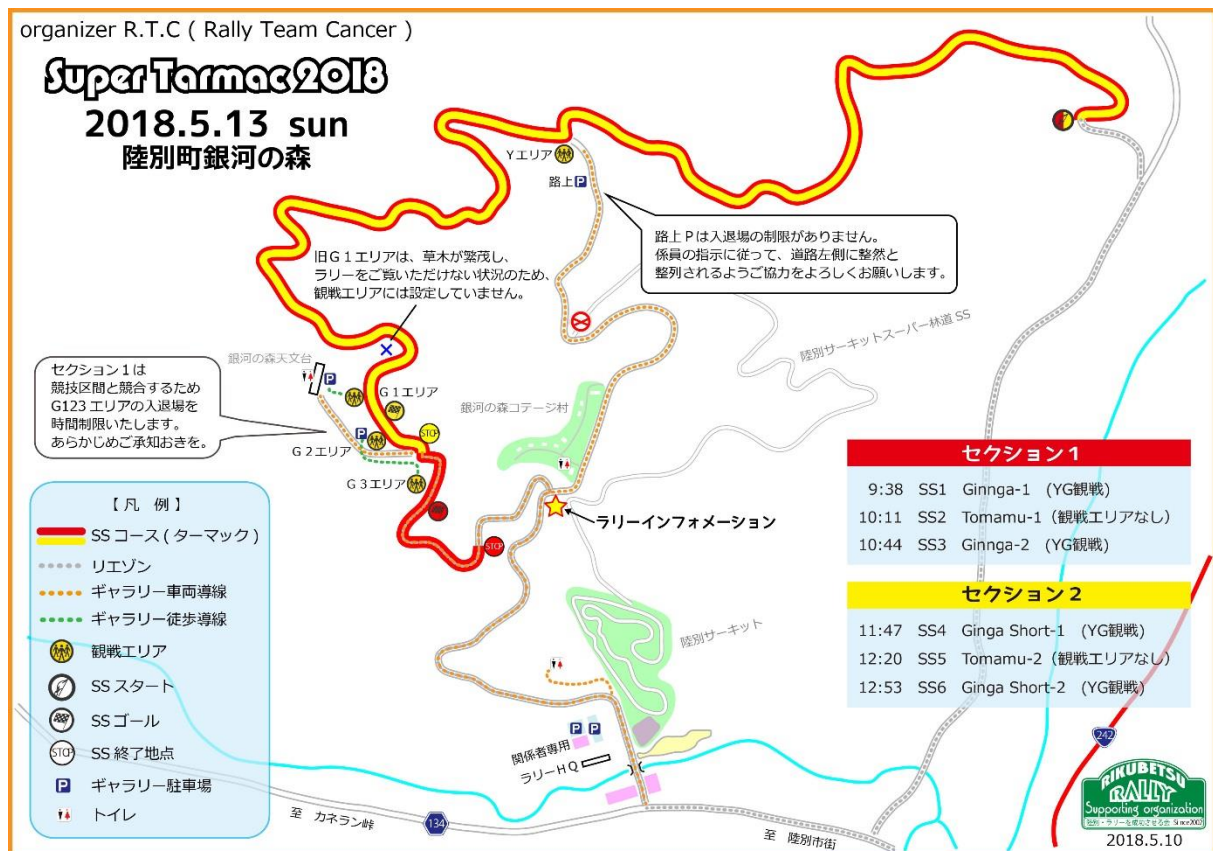 organizer R.T.C ( Rally Team Cancer )
Super Tarmac 2018
2018.5.13 sun
陸別町銀河の森
Yエリア
路上 P
路上Pは入退場の制限がありません。
係員の指示に従って、道路左側に整然と
整列されるようご協力をよろしくお願いします。
旧G1エリアは、草木が繁茂し、
ラリーをご覧いただけない状況のため、
観戦エリアには設定していません。
陸別サーキットスーパー林道 SS
銀河の森天文台
P
セクション1は
競技区間と競合するため
G123エリアの入退場を
時間制限いたします。
あらかじめご承知おきを。
G1エリア
銀河の森コテージ村
P
STOP
G2エリア
G3エリア
ラリーインフォメーション
STOP
【凡 例】
SSコース(ターマック)
リエゾン
ギャラリー車両導線
ギャラリー徒歩導線
観戦エリア
SSスタート
SSゴール
STOP SS終了地点
P ギャラリー駐車場
トイレ
セクション1
9:38 SS1 Ginnga-1 (YG観戦)
10:11 SS2 Tomamu-1(観戦エリアなし)
10:44 SS3 Ginnga-2 (YG観戦)
セクション2
11:47 SS4 Ginga Short-1 (YG観戦)
12:20 SS5 Tomamu-2(観戦エリアなし)
12:53 SS6 Ginga Short-2 (YG観戦)
陸別サーキット
P P
関係者専用
ラリーHQ
242
至 カネラン峠
134
至 陸別市街
RIKUBETSU
RALLY
Supporting organization
陸別・ラリーを成功させる会 Since2002
2018.5.10